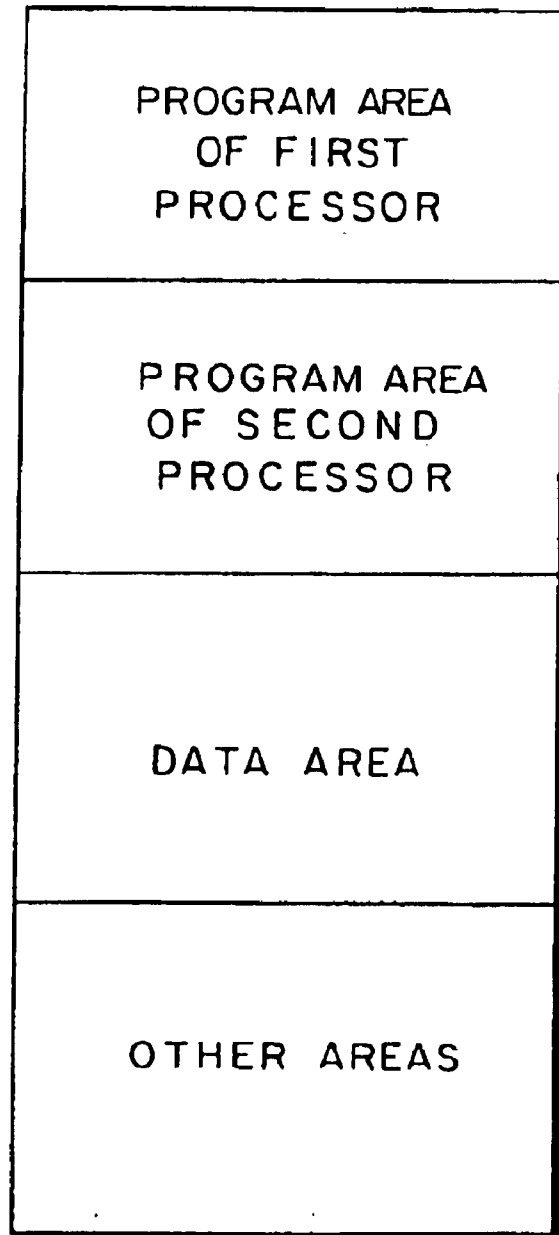 PROGRAM AREA
OF FIRST
PROCESSOR
PROGRAM AREA
OF SECOND
PROCESSOR
DATA AREA
OTHER AREAS